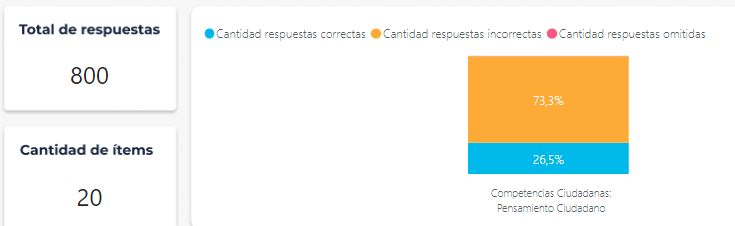 Total de respuestas
800
Cantidad de ítems
20
Cantidad respuestas correctas Cantidad respuestas incorrectas Cantidad respuestas omitidas
73,3%
26,5%
Competencias Ciudadanas:
Pensamiento Ciudadano